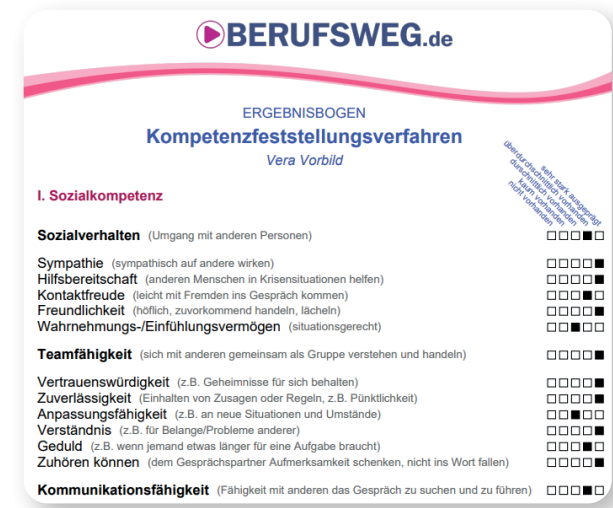 BERUFSWEG.de
ERGEBNISBOGEN
Kompetenzfeststellungsverfahren
Vera Vorbild
sehr stark ausgeprägt
überdurchschnittlich vorhanden
durschnittlich vorhanden
kaum vorhanden
nicht vorhanden
I. Sozialkompetenz
Sozialverhalten (Umgang mit anderen Personen) □□□■□
Sympathie (sympathisch auf andere wirken) □□□□■
Hilfsbereitschaft (anderen Menschen in Krisensituationen helfen) □□□□■
Kontaktfreude (leicht mit Fremden ins Gespräch kommen) □□□■□
Freundlichkeit (höflich, zuvorkommend handeln, lächeln) □□□□■
Wahrnehmungs-/Einfühlungsvermögen (situationsgerecht) □□■□□
Teamfähigkeit (sich mit anderen gemeinsam als Gruppe verstehen und handeln) □□□□■
Vertrauenswürdigkeit (z.B. Geheimnisse für sich behalten) □□□□■
Zuverlässigkeit (Einhalten von Zusagen oder Regeln, z.B. Pünktlichkeit) □□□□■
Anpassungsfähigkeit (z.B. an neue Situationen und Umstände) □□■□□
Verständnis (z.B. für Belange/Probleme anderer) □□□□■
Geduld (z.B. wenn jemand etwas länger für eine Aufgabe braucht) □□□■□
Zuhören können (dem Gesprächspartner Aufmerksamkeit schenken, nicht ins Wort fallen) □□□□■
Kommunikationsfähigkeit (Fähigkeit mit anderen das Gespräch zu suchen und zu führen) □□□■□